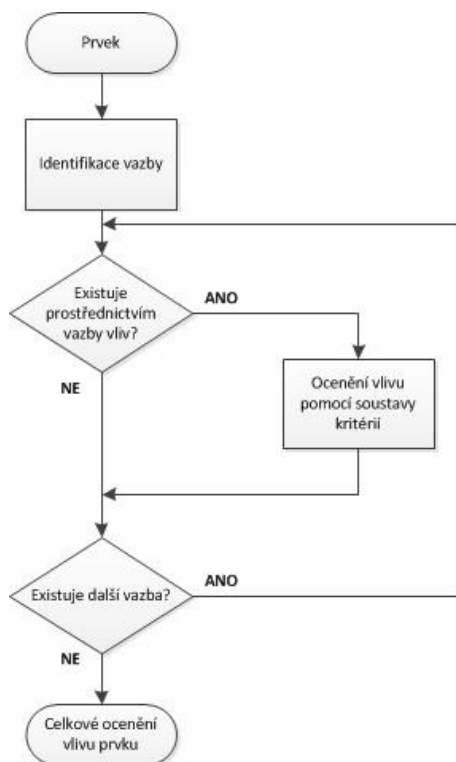 Prvek
Identifikace vazby
Existuje
prostřednictvím
vazby vliv?
ANO
NE
Ocenění vlivu
pomocí soustavy
kritérií
Existuje další vazba?
ANO
NE
Celkové ocenění
vlivu prvku